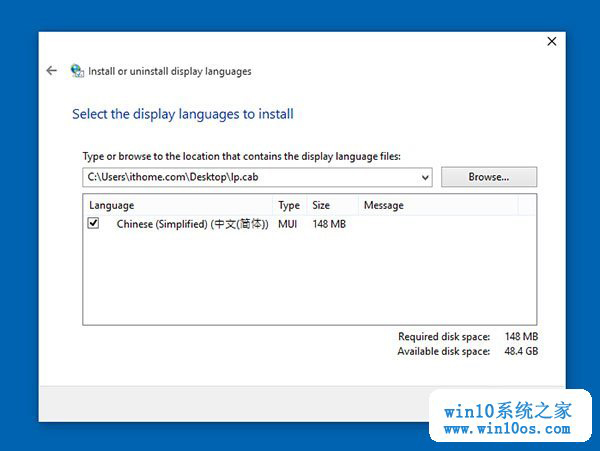 Install or uninstall display languages
Select the display languages to install
Type or browse to the location that contains the display language files:
C:\Users\ithome.com\Desktop\lp.cab Browse...
Language Type Size Message
Chinese (Simplified) (中文(简体)) MUI 148 MB
Required disk space: 148 MB
Available disk space: 48.4 GB
win10系统之家
www.win10os.com